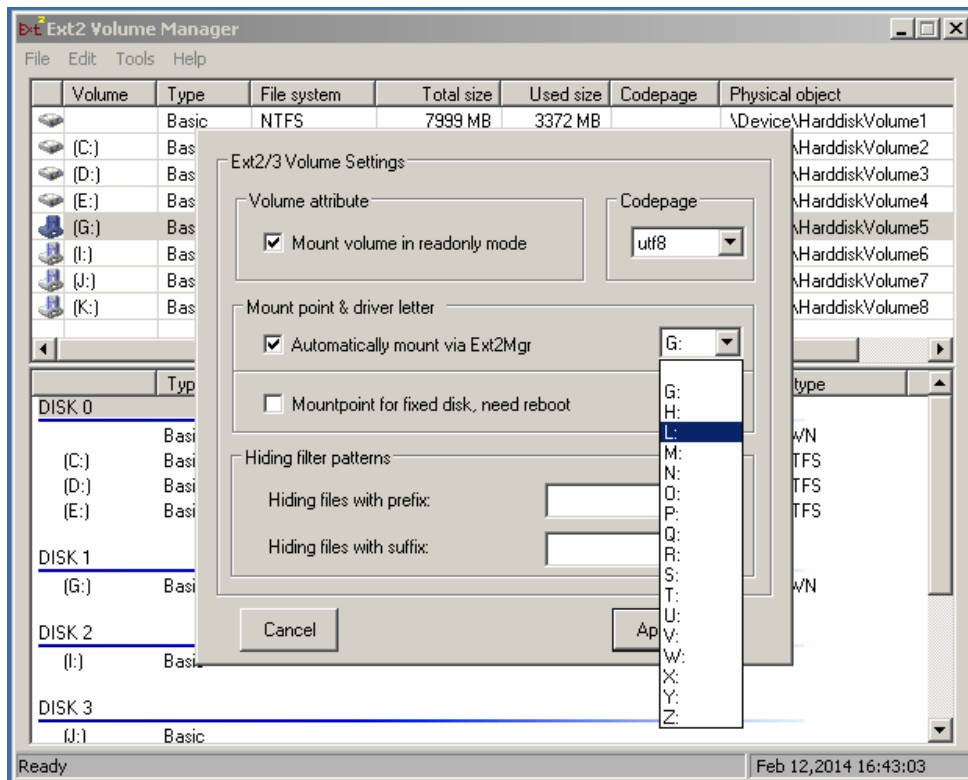 Ext2 Ext2 Volume Manager
File Edit Tools Help
Volume Type File system Total size Used size Codepage Physical object
Basic NTFS 7999 MB 3372 MB \Device\HarddiskVolume1
(C:) Bas \HarddiskVolume2
(D:) Bas \HarddiskVolume3
(E:) Bas \HarddiskVolume4
(G:) Bas \HarddiskVolume5
(I:) Bas \HarddiskVolume6
(J:) Bas \HarddiskVolume7
(K:) Bas \HarddiskVolume8
Ext2/3 Volume Settings
Volume attribute
Mount volume in readonly mode
Codepage
utf8
Mount point & driver letter
Automatically mount via Ext2Mgr G:
Mountpoint for fixed disk, need reboot
Hiding filter patterns
Hiding files with prefix:
Hiding files with suffix:
Cancel Ap
G:
H:
L:
M:
N:
O:
P:
Q:
R:
S:
T:
U:
V:
W:
X:
Y:
Z:
Typ type
DISK 0
Basi WN
(C:) Basi TFS
(D:) Basi TFS
(E:) Basi TFS
DISK 1
(G:) Basi WN
DISK 2
(I:) Basic
DISK 3
(J:) Basic
Ready Feb 12,2014 16:43:03